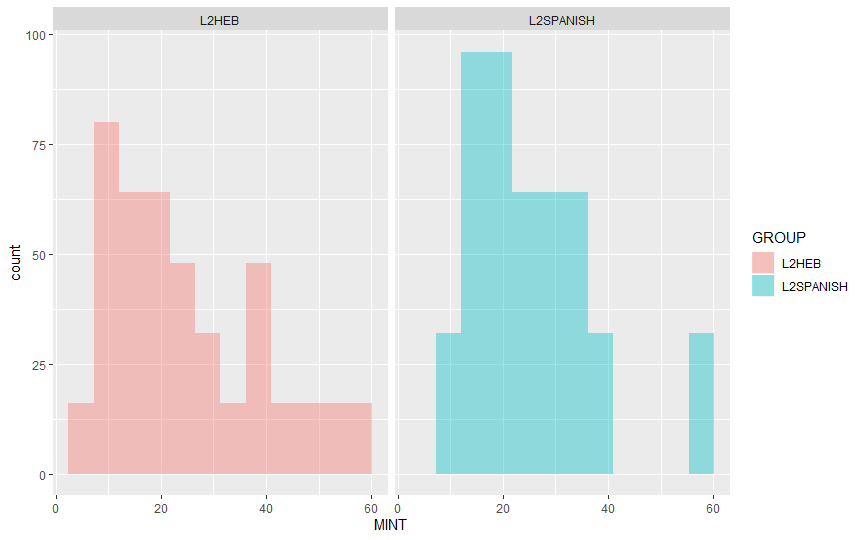 L2HEB L2SPANISH
100
75
50
25
0
count
0 20 40 60 0 20 40 60
MINT
GROUP
L2HEB
L2SPANISH